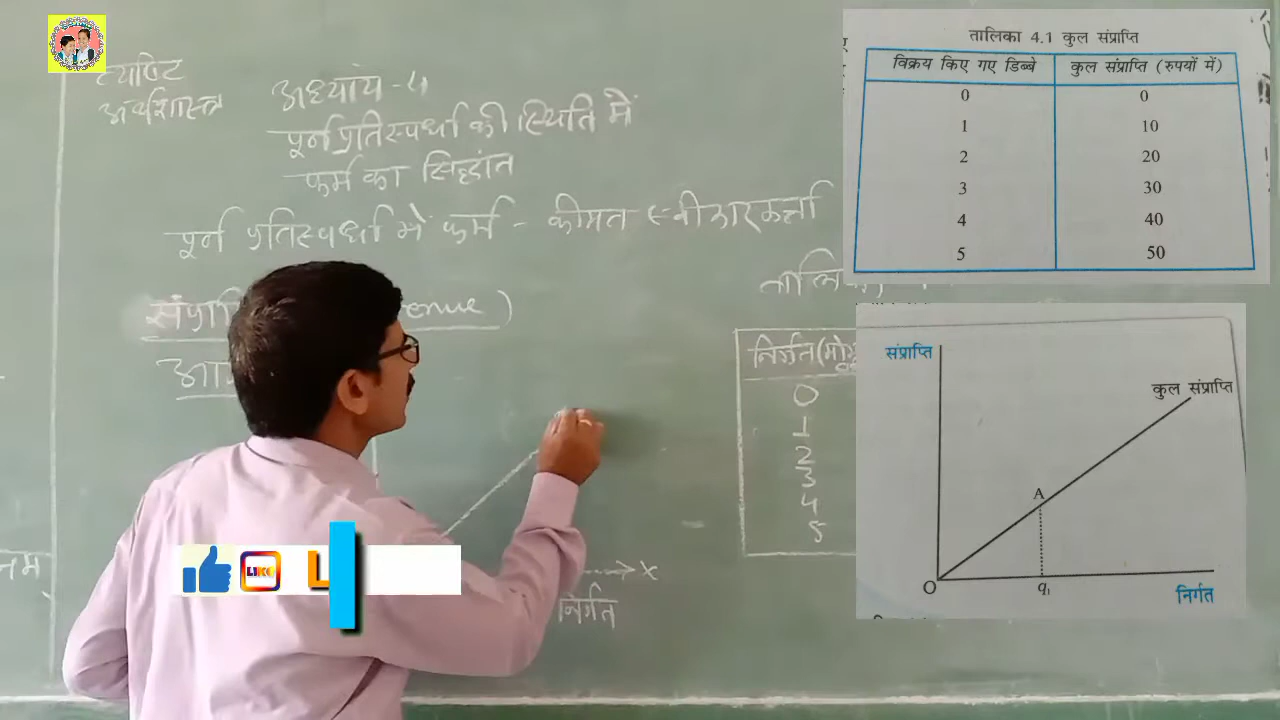 व्यष्टि
अर्थशास्त्र
अध्याय-4
पूर्ण प्रतिस्पर्धा की स्थिति में
फर्म का सिद्धांत
पूर्ण प्रतिस्पर्धा में फर्म - कीमत स्वीकारकर्त्ता
X
निर्गत
0
1
2
3
4
5
LIKE
L
तालिका 4.1 कुल संप्राप्ति
विक्रय किए गए डिब्बे कुल संप्राप्ति (रुपयों में)
0 0
1 10
2 20
3 30
4 40
5 50
संप्राप्ति
कुल संप्राप्ति
A
O
q₁
निर्गत